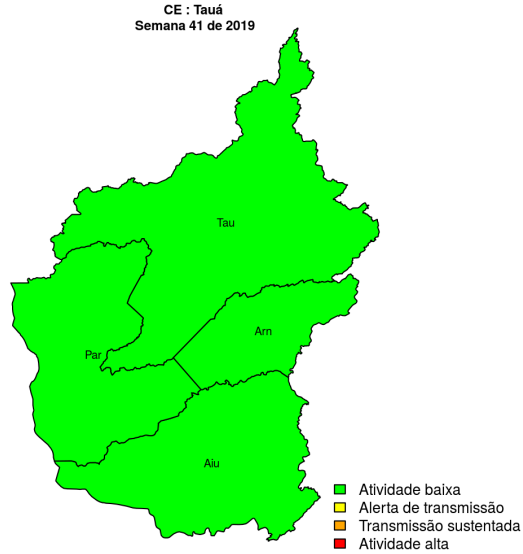 CE : Tauá
Semana 41 de 2019
Tau
Arn
Par
Aiu
Atividade baixa
Alerta de transmissão
Transmissão sustentada
Atividade alta